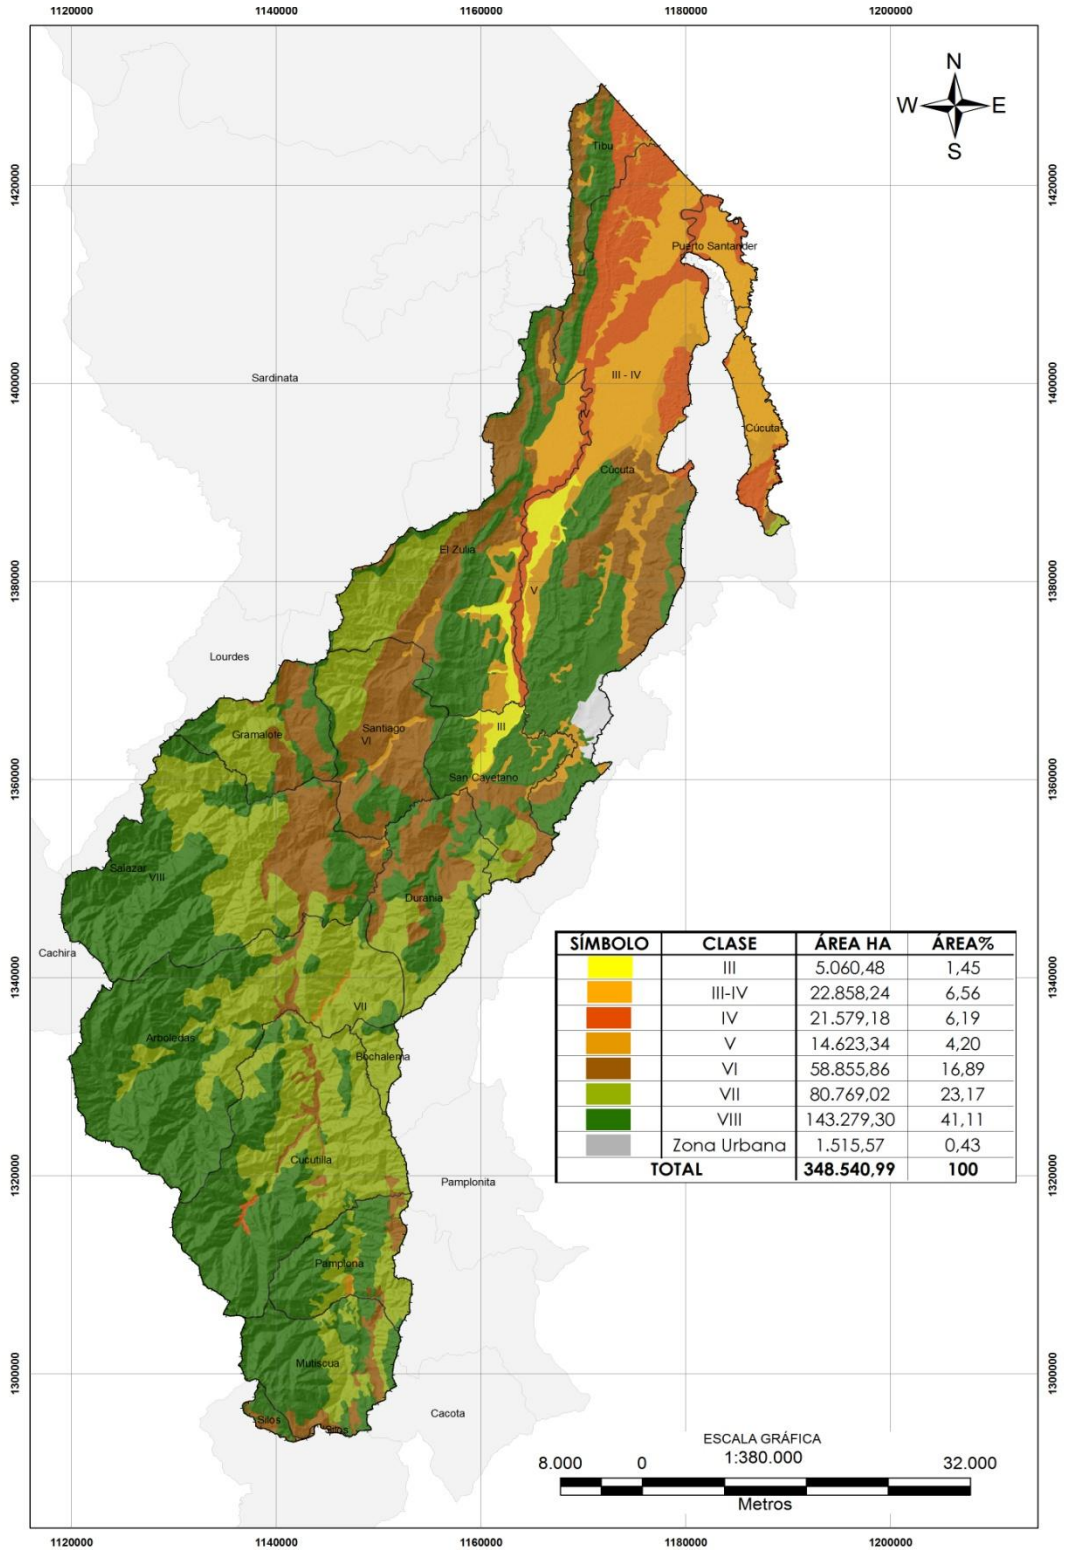 1120000 1140000 1160000 1180000 1200000
N
W E
S
Tibu
1420000 1420000
Puerto Santander
Sardinata
III - IV
1400000 1400000
IV
Cúcuta
Cúcuta
El Zulia
1380000 1380000
V
Lourdes
Gramalote
Santiago
VI
III
San Cayetano
1360000 1360000
Salazar
VIII
Durania
Cachira
1340000 1340000
VII
Arboledas
Bochalema
Cucutilla
1320000 1320000
Pamplonita
Pamplona
Mutiscua
1300000 1300000
Silos
Silos
Cacota
SÍMBOLO CLASE ÁREA HA ÁREA%
III 5.060,48 1,45
III-IV 22.858,24 6,56
IV 21.579,18 6,19
V 14.623,34 4,20
VI 58.855,86 16,89
VII 80.769,02 23,17
VIII 143.279,30 41,11
Zona Urbana 1.515,57 0,43
TOTAL 348.540,99 100
ESCALA GRÁFICA
1:380.000
8.000 0 32.000
Metros
1120000 1140000 1160000 1180000 1200000